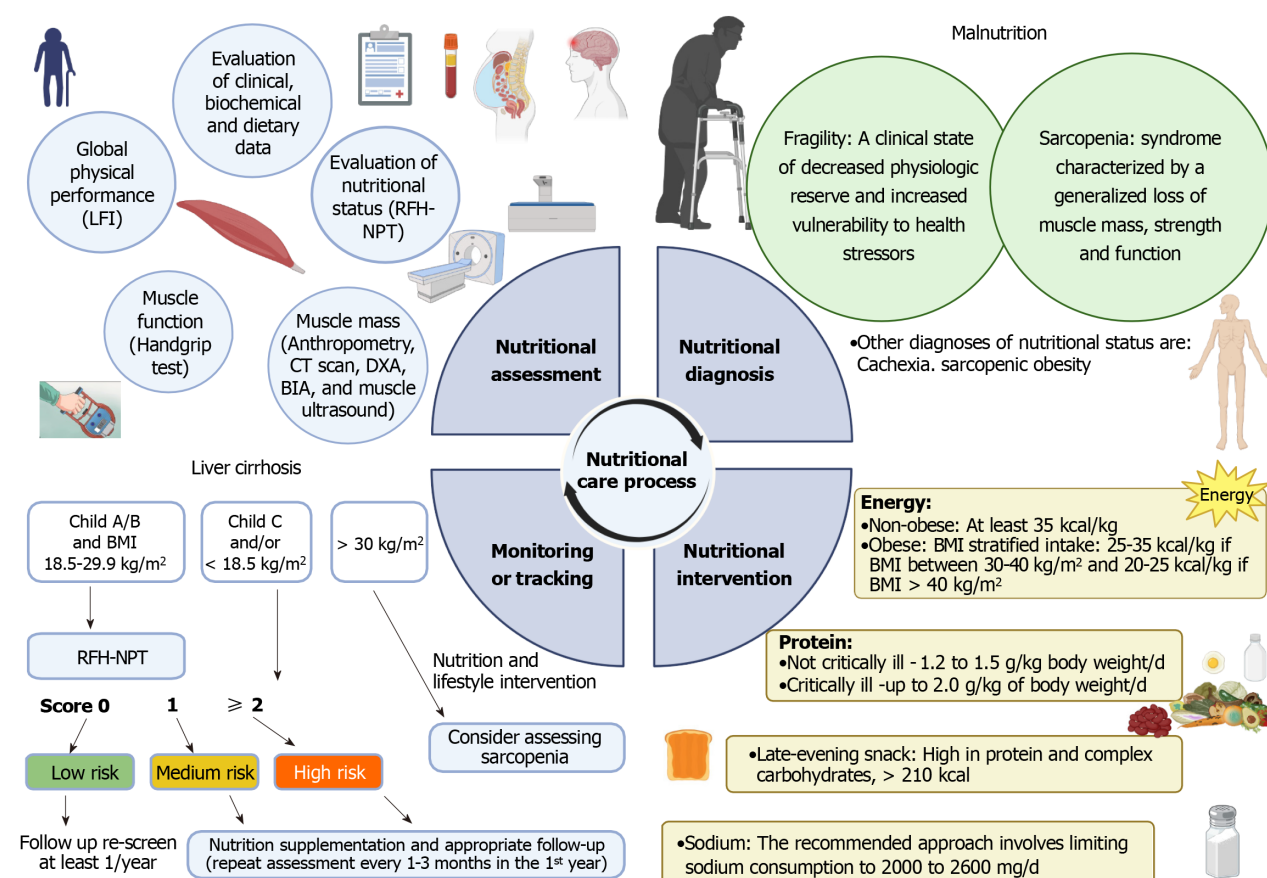 Evaluation
of clinical,
biochemical
and dietary
data
Global
physical
performance
(LFI)
Evaluation of
nutritional
status (RFH-
NPT)
Muscle
function
(Handgrip
test)
Muscle mass
(Anthropometry,
CT scan, DXA,
BIA, and muscle
ultrasound)
Nutritional
assessment
Malnutrition
Fragility: A clinical state
of decreased physiologic
reserve and increased
vulnerability to health
stressors
Sarcopenia: syndrome
characterized by a
generalized loss of
muscle mass, strength
and function
•Other diagnoses of nutritional status are:
Cachexia. sarcopenic obesity
Nutritional
diagnosis
Nutritional
care process
Monitoring
or tracking
Nutritional
intervention
Liver cirrhosis
Child A/B
and BMI
18.5-29.9 kg/m²
Child C
and/or
< 18.5 kg/m²
> 30 kg/m²
RFH-NPT
Score 0 1 ⩾ 2
Low risk
Medium risk
High risk
Follow up re-screen
at least 1/year
Nutrition supplementation and appropriate follow-up
(repeat assessment every 1-3 months in the 1st year)
Nutrition and
lifestyle intervention
Consider assessing
sarcopenia
Energy
Energy:
•Non-obese: At least 35 kcal/kg
•Obese: BMI stratified intake: 25-35 kcal/kg if
BMI between 30-40 kg/m² and 20-25 kcal/kg if
BMI > 40 kg/m²
Protein:
•Not critically ill - 1.2 to 1.5 g/kg body weight/d
•Critically ill -up to 2.0 g/kg of body weight/d
•Late-evening snack: High in protein and complex
carbohydrates, > 210 kcal
•Sodium: The recommended approach involves limiting
sodium consumption to 2000 to 2600 mg/d